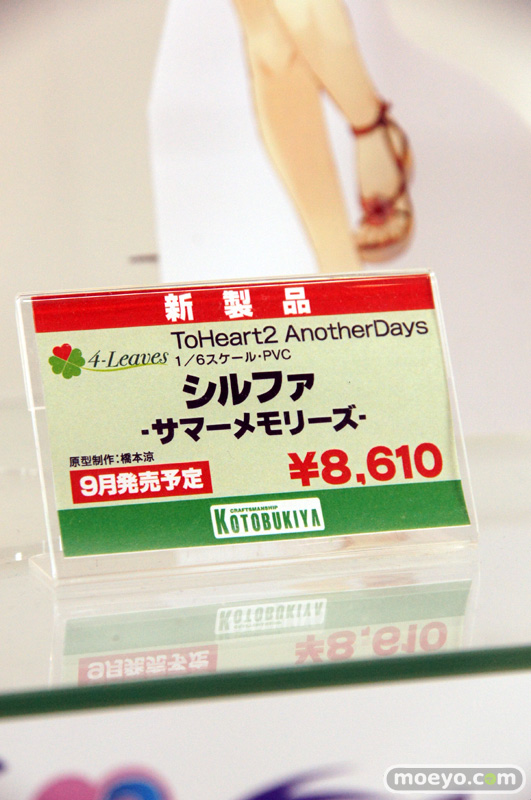 新製品
ToHeart2 AnotherDays
4-Leaves
1/6スケール・PVC
シルファ
-サマーメモリーズ-
原型制作：橋本涼
9月発売予定
¥8,610
CRAFTSMANSHIP
KOTOBUKIYA
moeyo.com